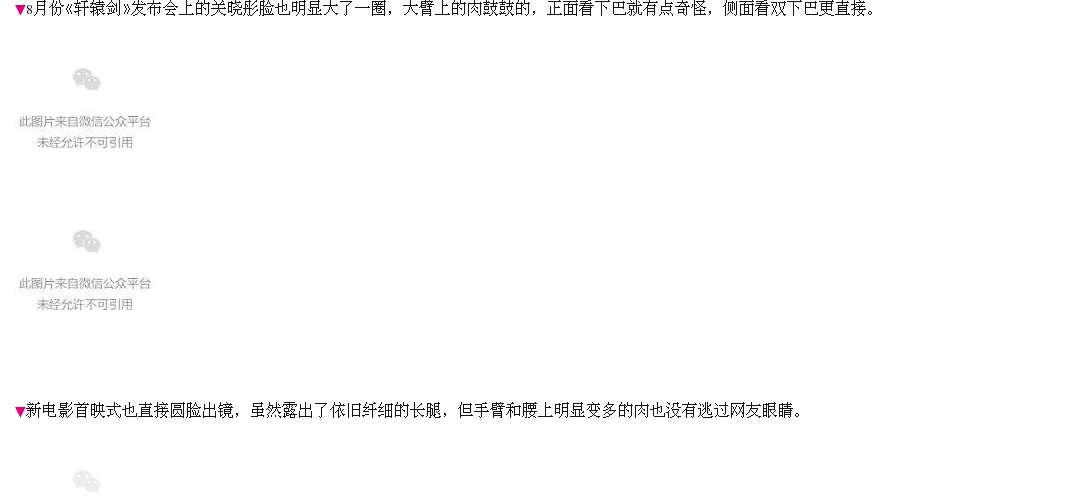 ▼8月份《轩辕剑》发布会上的关晓彤脸也明显大了一圈，大臂上的肉鼓鼓的，正面看下巴就有点奇怪，侧面看双下巴更直接。
此图片来自微信公众平台
未经允许不可引用
此图片来自微信公众平台
未经允许不可引用
▼新电影首映式也直接圆脸出镜，虽然露出了依旧纤细的长腿，但手臂和腰上明显变多的肉也没有逃过网友眼睛。